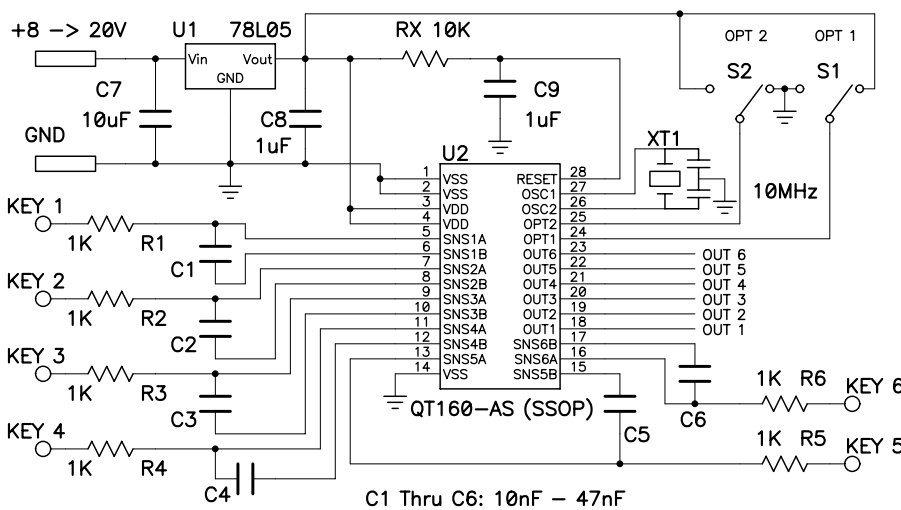 +8 -> 20V
U1
78L05
Vin
Vout
GND
RX 10K
OPT 2
OPT 1
S2
S1
C7
10uF
C8
1uF
C9
1uF
GND
U2
XT1
10MHz
1
VSS
2
VSS
3
VDD
4
VDD
5
SNS1A
6
SNS1B
7
SNS2A
8
SNS2B
9
SNS3A
10
SNS3B
11
SNS4A
12
SNS4B
13
SNS5A
14
VSS
RESET
28
OSC1
27
OSC2
26
OPT2
25
OPT1
24
OUT6
23
OUT5
22
OUT4
21
OUT3
20
OUT2
19
OUT1
18
SNS6B
17
SNS6A
16
SNS5B
15
OUT 6
OUT 5
OUT 4
OUT 3
OUT 2
OUT 1
KEY 1
1K
R1
C1
KEY 2
1K
R2
C2
KEY 3
1K
R3
C3
KEY 4
1K
R4
C4
QT160-AS (SSOP)
C5
C6
1K
R6
KEY 6
1K
R5
KEY 5
C1 Thru C6: 10nF – 47nF